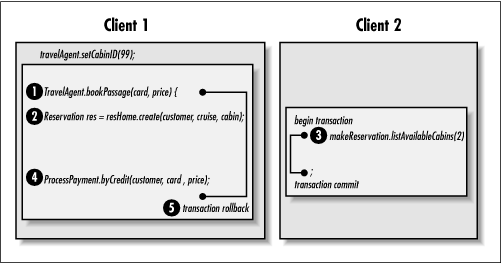 Client 1
travelAgent.setCabinID(99);
1 TravelAgent.bookPassage(card, price) {
2 Reservation res = resHome.create(customer, cruise, cabin);
4 ProcessPayment.byCredit(customer, card , price);
5 transaction rollback
Client 2
begin transaction
3 makeReservation.listAvailableCabins(2)
;
transaction commit